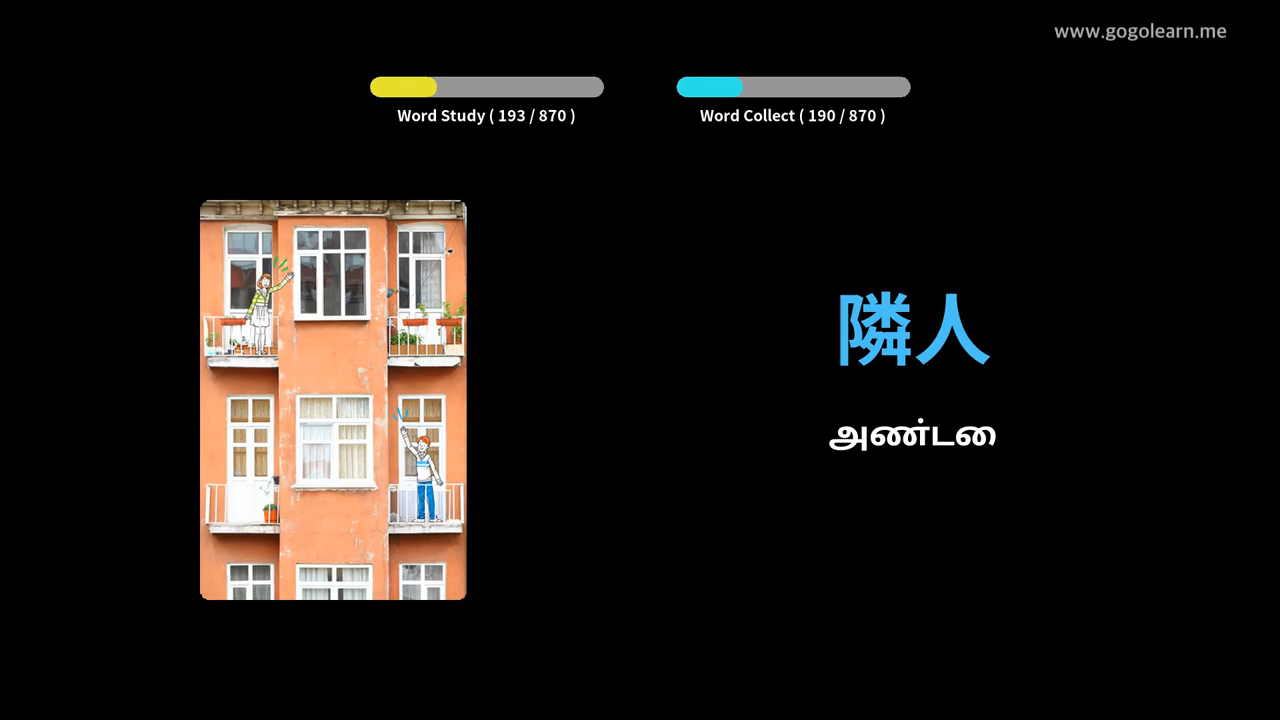 www.gogolearn.me
Word Study ( 193 / 870 )
Word Collect ( 190 / 870 )
隣人
அண்டை